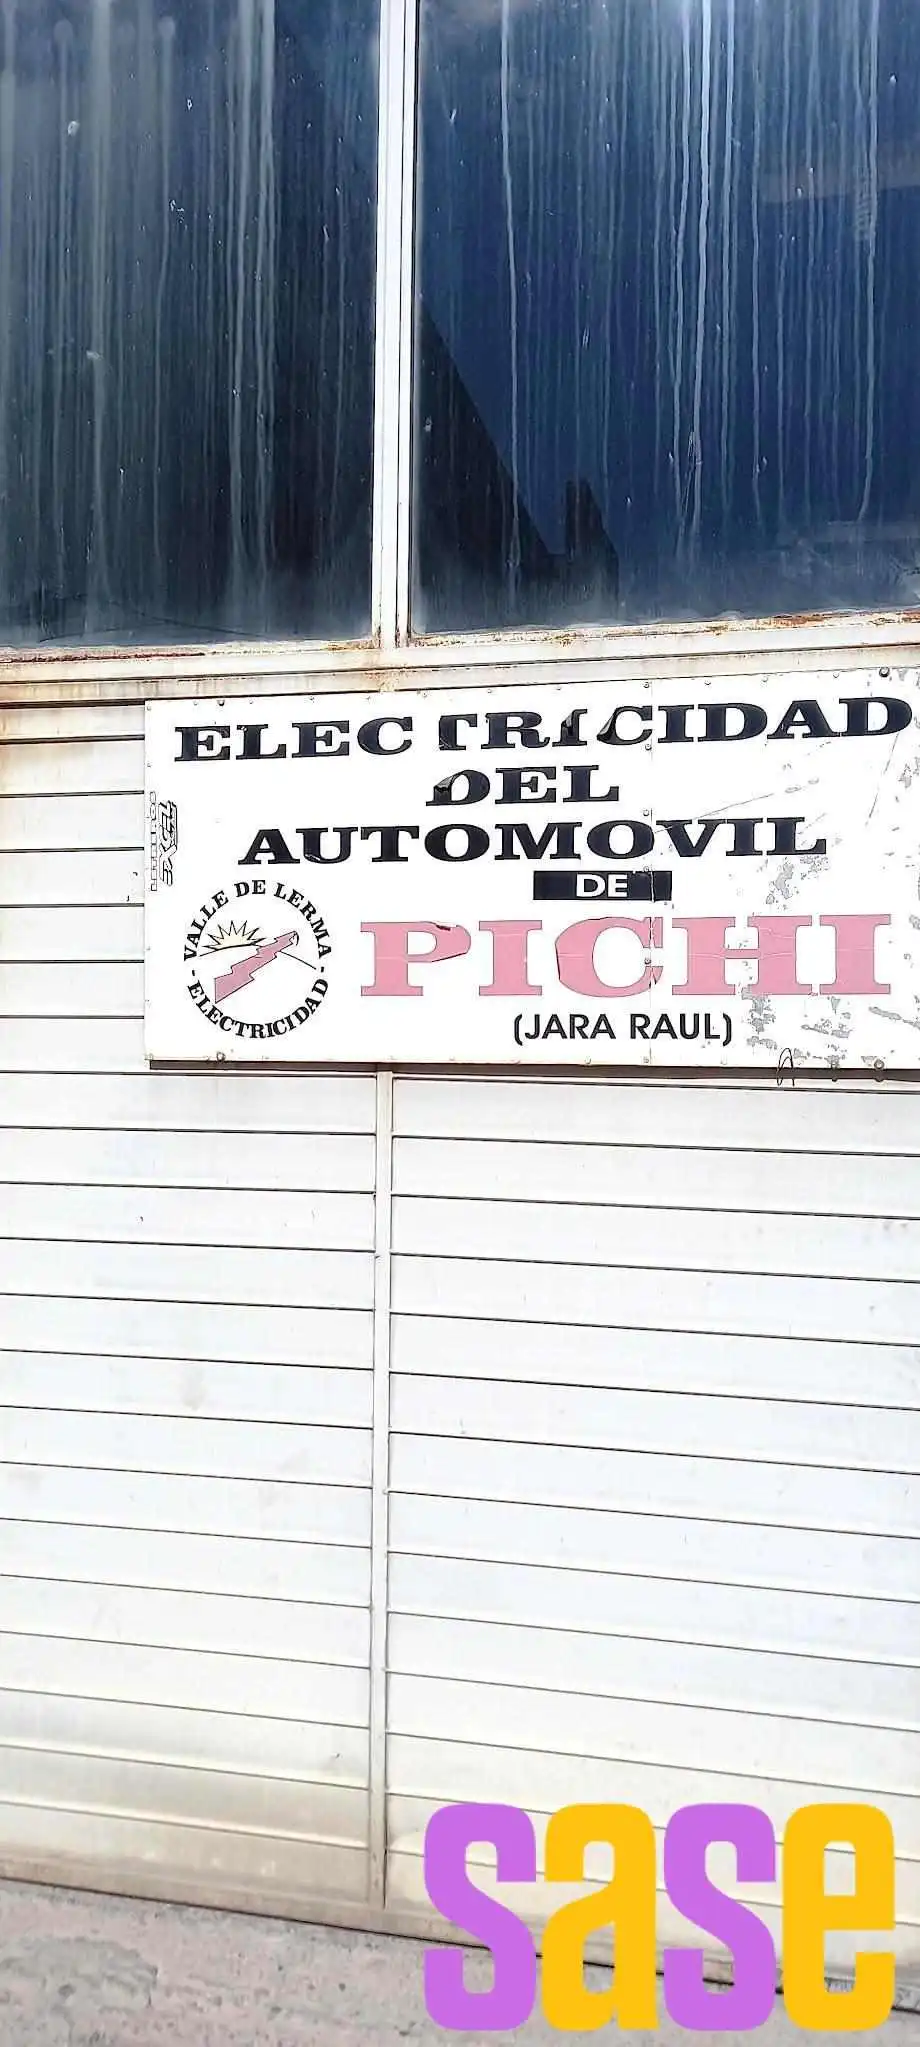 ELECTRICIDAD
DEL
AUTOMOVIL
DE
PICHI
(JARA RAUL)
VALLE DE LERMA
- ELECTRICIDAD -
sase